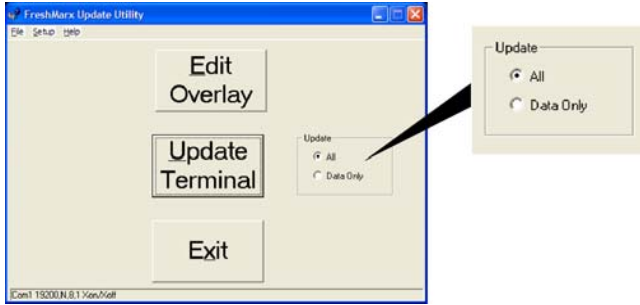 FreshMarx Update Utility
File Setup Help
Edit
Overlay
Update
Terminal
Update
All
Data Only
Exit
Com1 19200,N,8,1 Xon/Xoff
Update
All
Data Only